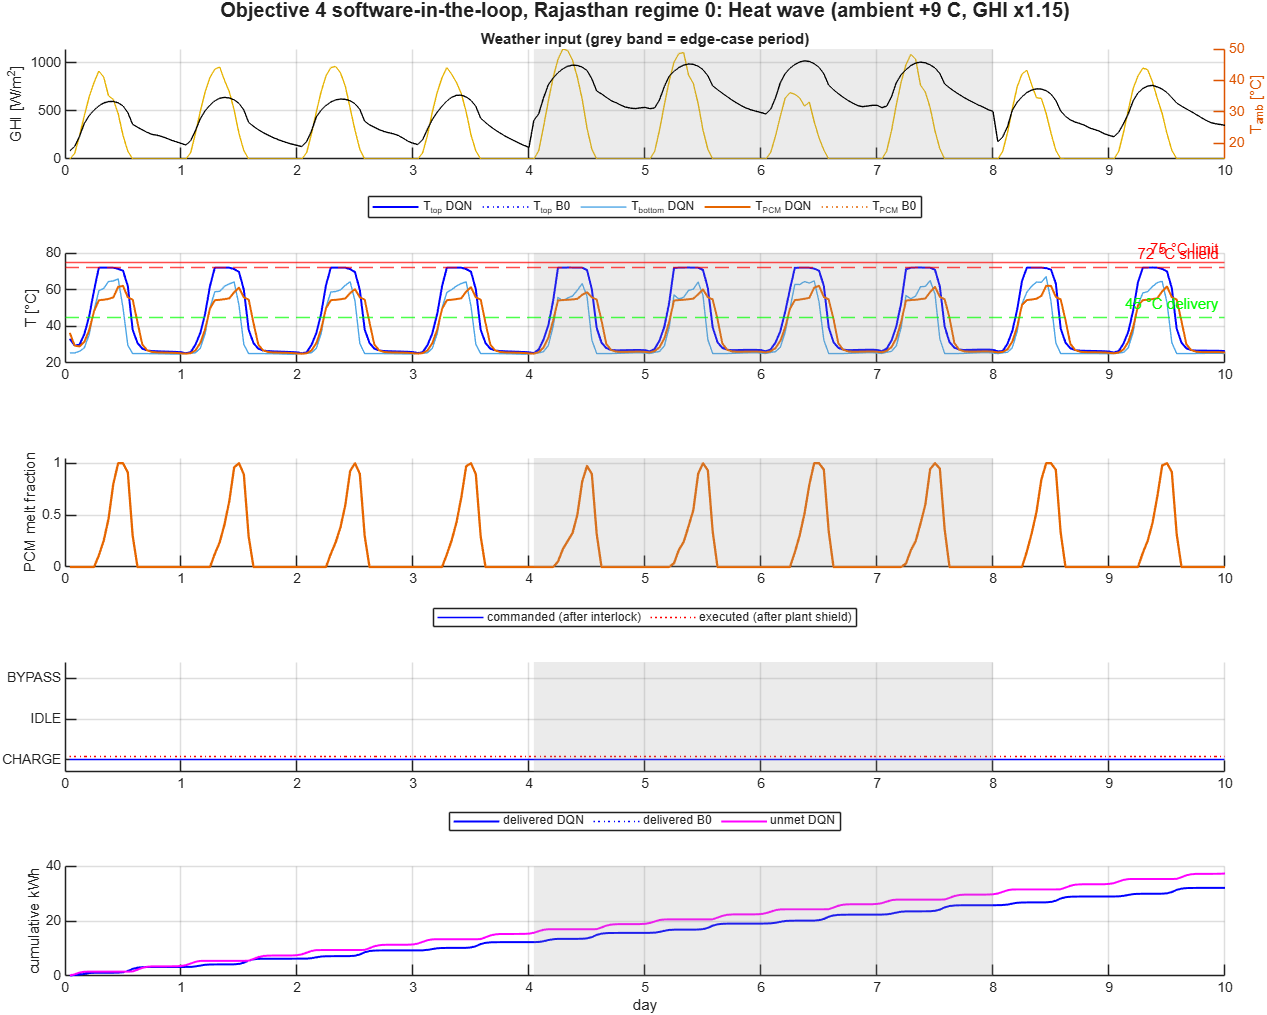 Objective 4 software-in-the-loop, Rajasthan regime 0: Heat wave (ambient +9 C, GHI x1.15)
Weather input (grey band = edge-case period)
GHI [W/m2]
1000
500
0
50
40
30
20
Tamb [°C]
0 1 2 3 4 5 6 7 8 9 10
Ttop DQN Ttop B0 Tbottom DQN TPCM DQN TPCM B0
T [°C]
80
60
40
20
75 °C limit
72 °C shield
45 °C delivery
0 1 2 3 4 5 6 7 8 9 10
PCM melt fraction
1
0.5
0
0 1 2 3 4 5 6 7 8 9 10
commanded (after interlock) executed (after plant shield)
BYPASS
IDLE
CHARGE
0 1 2 3 4 5 6 7 8 9 10
delivered DQN delivered B0 unmet DQN
cumulative kWh
40
20
0
0 1 2 3 4 5 6 7 8 9 10
day